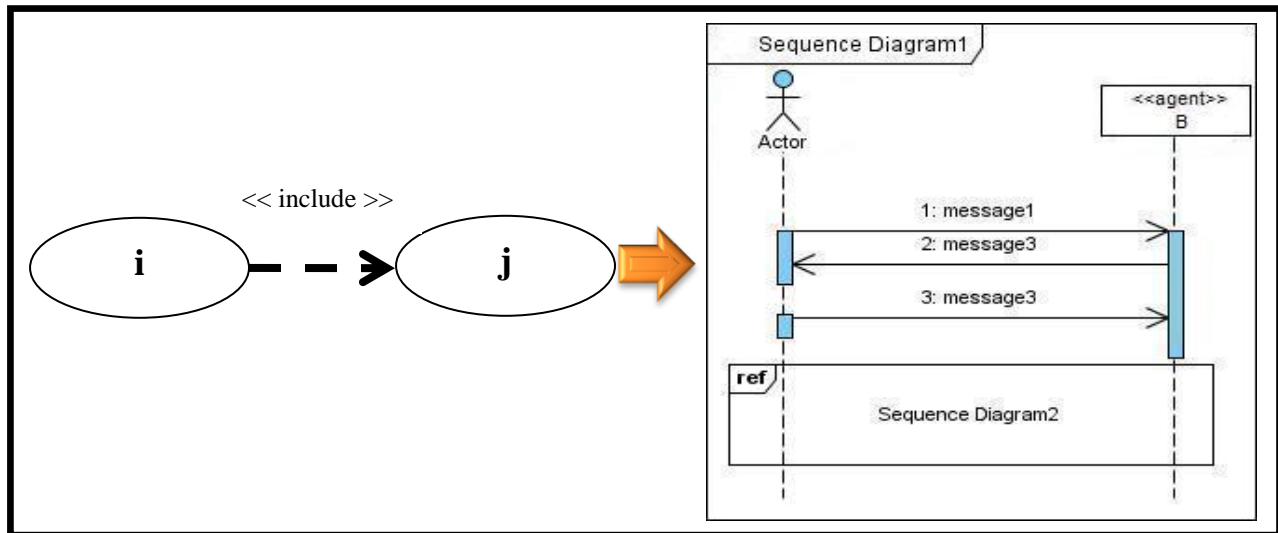 << include >>
i
j
Sequence Diagram1
Actor
<<agent>>
B
1: message1
2: message3
3: message3
ref
Sequence Diagram2